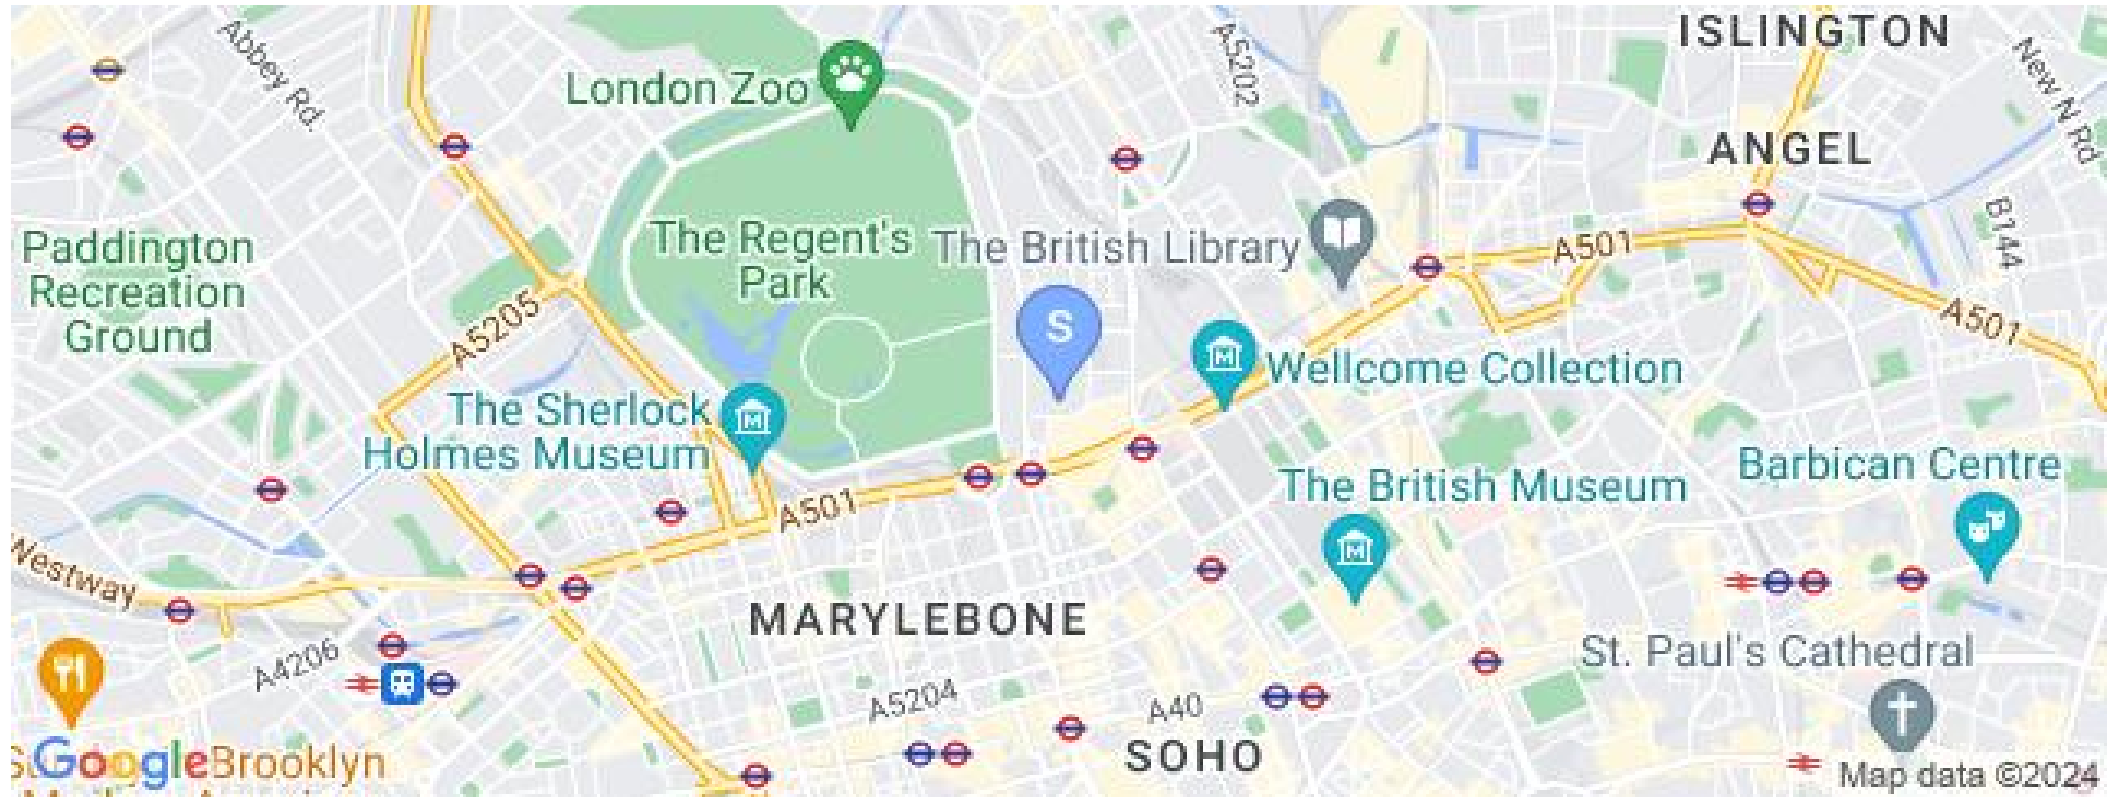 ISLINGTON
Abbey Rd.
A5202
New N Rd
London Zoo
ANGEL
B144
The Regent's
Park
The British Library
A501
Paddington
Recreation
Ground
A5205
A501
Wellcome Collection
The Sherlock
Holmes Museum
Barbican Centre
The British Museum
A501
Westway
MARYLEBONE
St. Paul's Cathedral
A4206
A5204
A40
SOHO
S
M
M
M
Google
Brooklyn
Map data ©2024